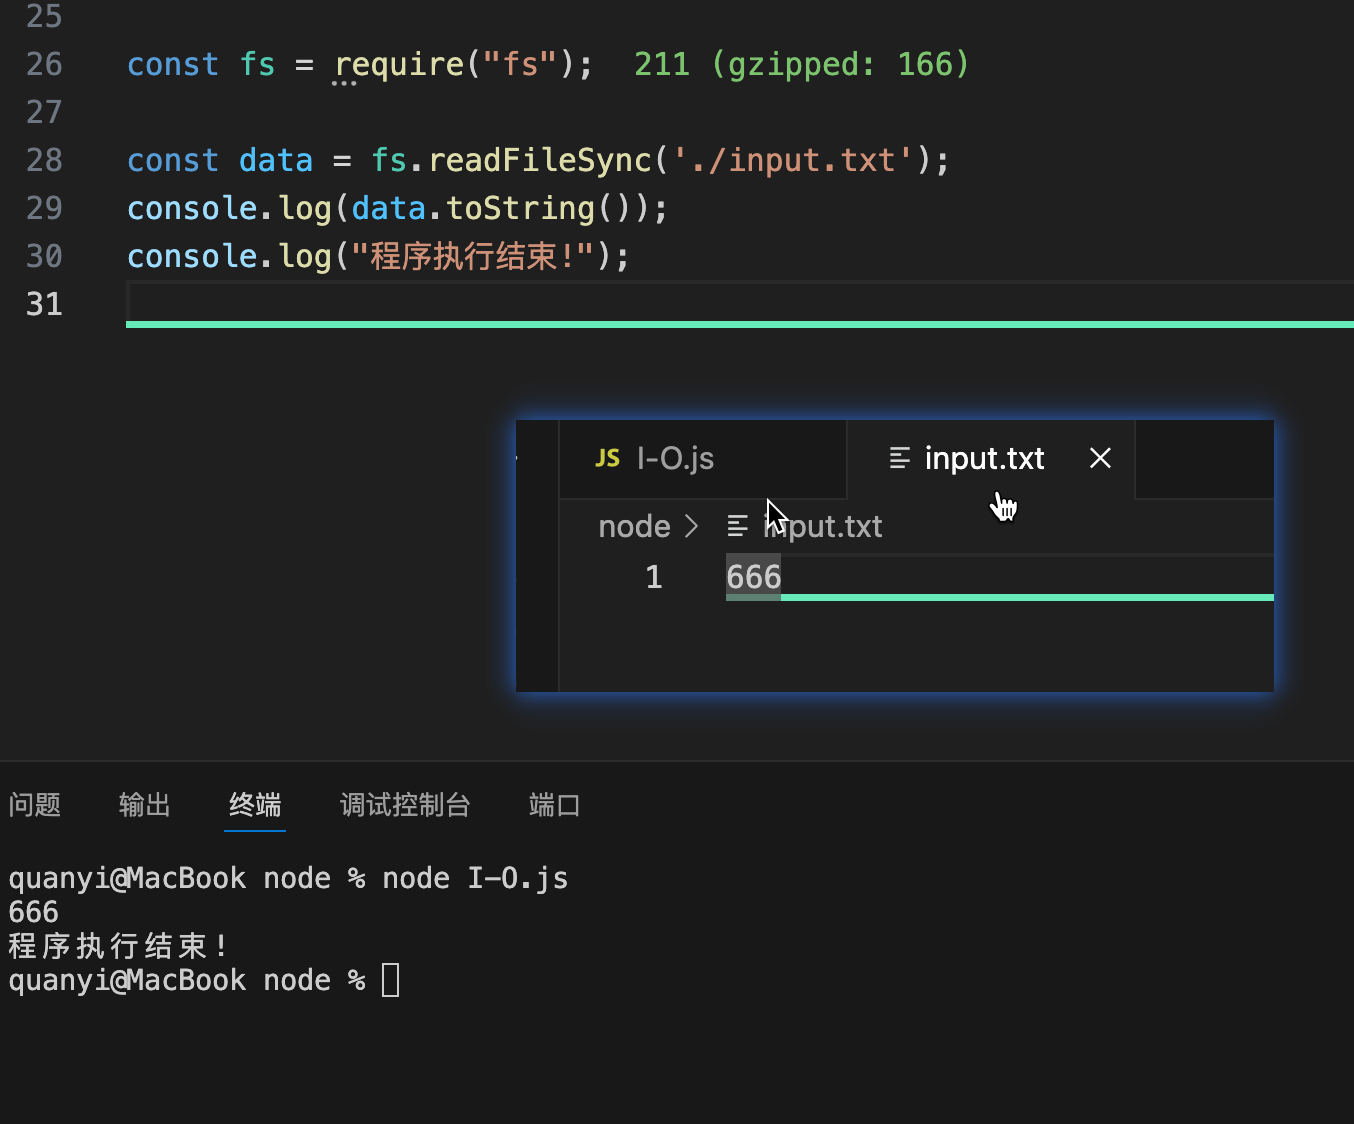 25
26 const fs = require("fs"); 211 (gzipped: 166)
27
28 const data = fs.readFileSync('./input.txt');
29 console.log(data.toString());
30 console.log("程序执行结束!");
31
JS I-O.js input.txt
node > input.txt
1 666
问题 输出 终端 调试控制台 端口
quanyi@MacBook node % node I-O.js
666
程序执行结束!
quanyi@MacBook node %